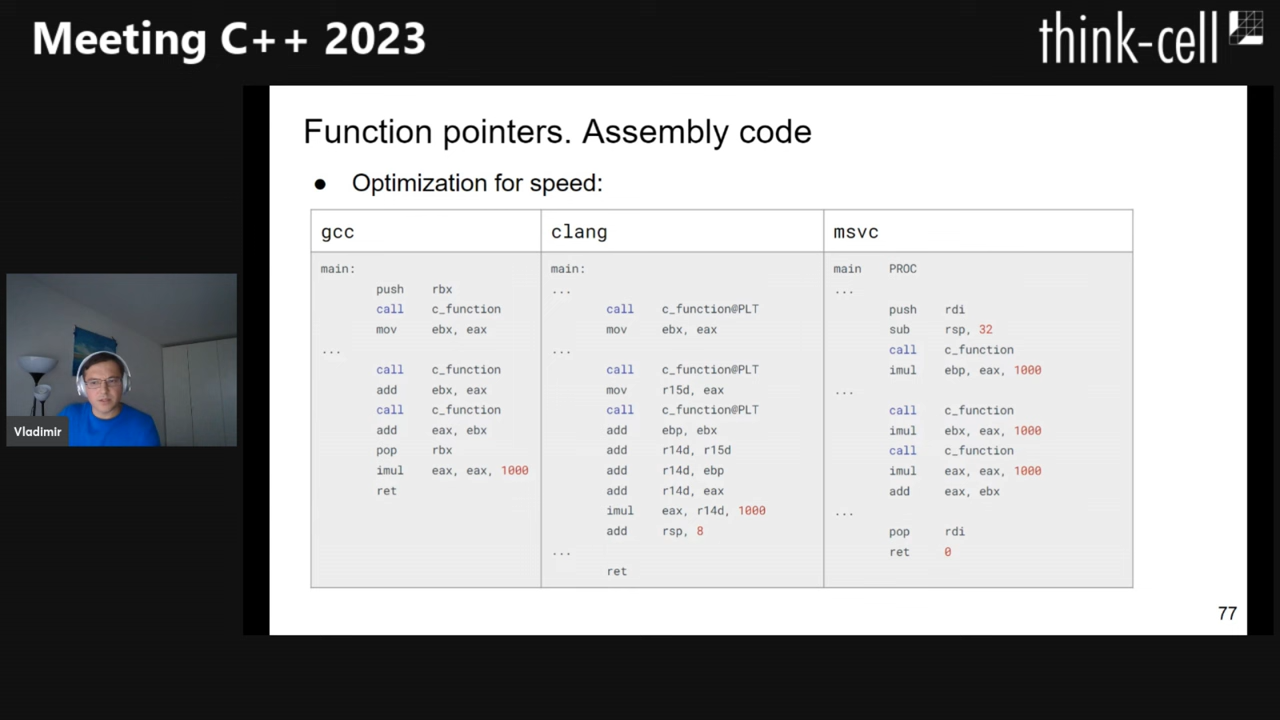 Meeting C++ 2023
think-cell
Function pointers. Assembly code
● Optimization for speed:
gcc
main:
push rbx
call c_function
mov ebx, eax
...
call c_function
add ebx, eax
call c_function
add eax, ebx
pop rbx
imul eax, eax, 1000
ret
clang
main:
...
call c_function@PLT
mov ebx, eax
...
call c_function@PLT
mov r15d, eax
call c_function@PLT
add ebp, ebx
add r14d, r15d
add r14d, ebp
add r14d, eax
imul eax, r14d, 1000
add rsp, 8
...
ret
msvc
main PROC
...
push rdi
sub rsp, 32
call c_function
imul ebp, eax, 1000
...
call c_function
imul ebx, eax, 1000
call c_function
imul eax, eax, 1000
add eax, ebx
...
pop rdi
ret 0
77
Vladimir